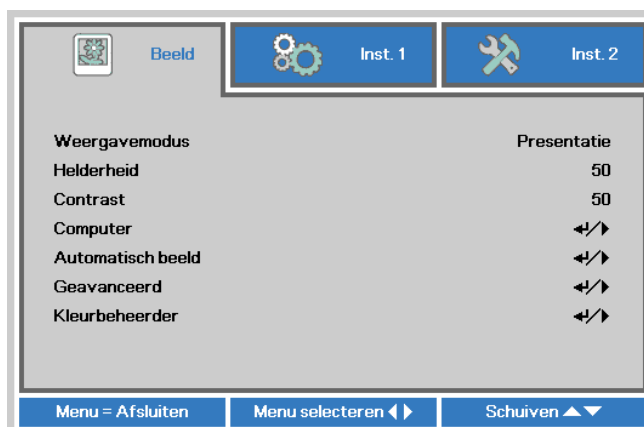 Beeld Inst. 1 Inst. 2
Weergavemodus Presentatie
Helderheid 50
Contrast 50
Computer ↵/▶
Automatisch beeld ↵/▶
Geavanceerd ↵/▶
Kleurbeheerder ↵/▶
Menu = Afsluiten Menu selecteren ◀▶ Schuiven ▲▼